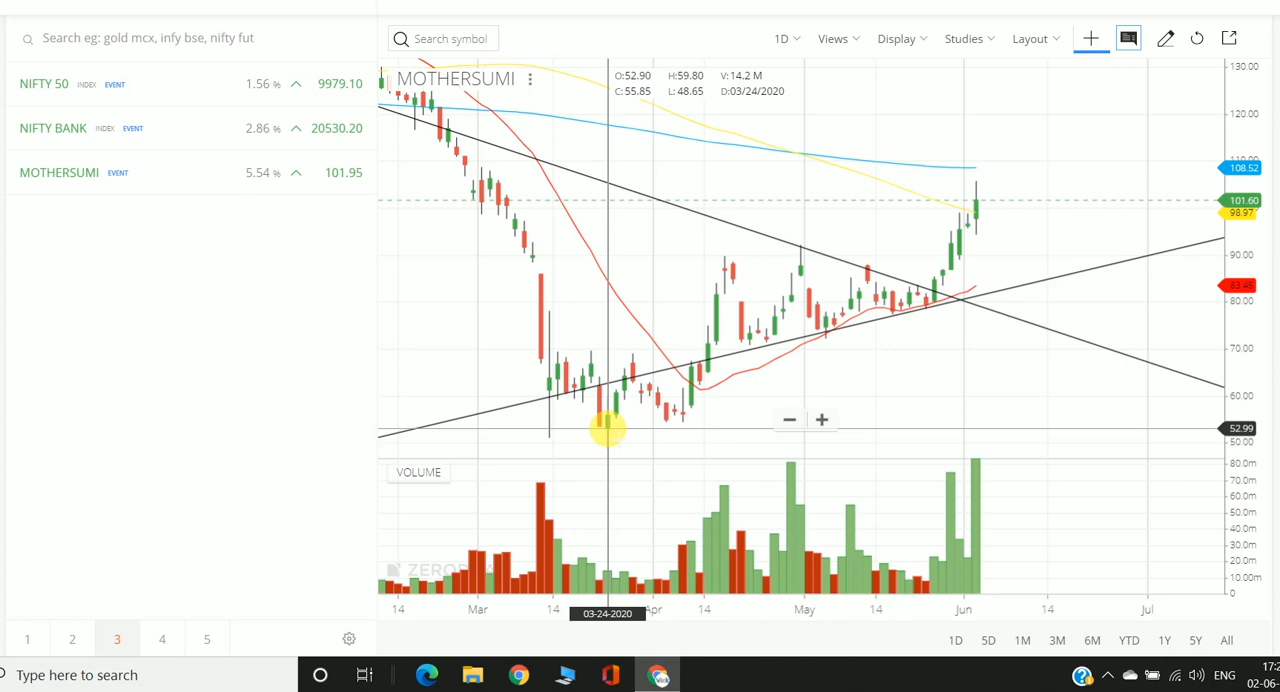 Search eg: gold mcx, infy bse, nifty fut
NIFTY 50 INDEX EVENT 1.56 % 9979.10
NIFTY BANK INDEX EVENT 2.86 % 20530.20
MOTHERSUMI EVENT 5.54 % 101.95
1 2 3 4 5
Search symbol
1D Views Display Studies Layout
MOTHERSUMI
O:52.90 H:59.80 V:14.2 M
C:55.85 L: 48.65 D:03/24/2020
130.00
120.00
108.52
101.60
98.97
90.00
83.45
80.00
70.00
60.00
52.99
50.00
VOLUME
80.0m
70.0m
60.0m
50.0m
40.0m
30.0m
20.0m
10.00m
0
14 Mar 14 03-24-2020 Apr 14 May 14 Jun 14 Jul
1D 5D 1M 3M 6M YTD 1Y 5Y All
Type here to search
ENG
02-06-